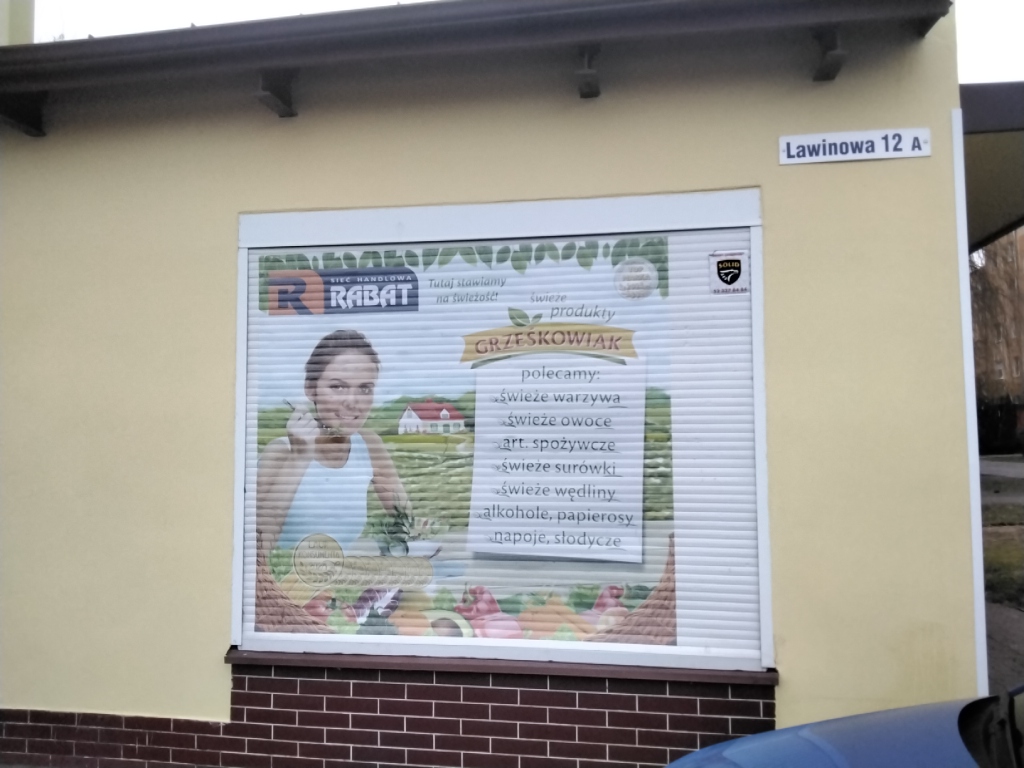 Lawinowa 12 A
SIEĆ HANDLOWA
R RABAT
Tutaj stawiamy
na świeżość!
świeże
produkty
GRZEŚKOWIAK
polecamy:
świeże warzywa
świeże owoce
art. spożywcze
świeże surówki
świeże wędliny
alkohole, papierosy
napoje, słodycze
SOLID